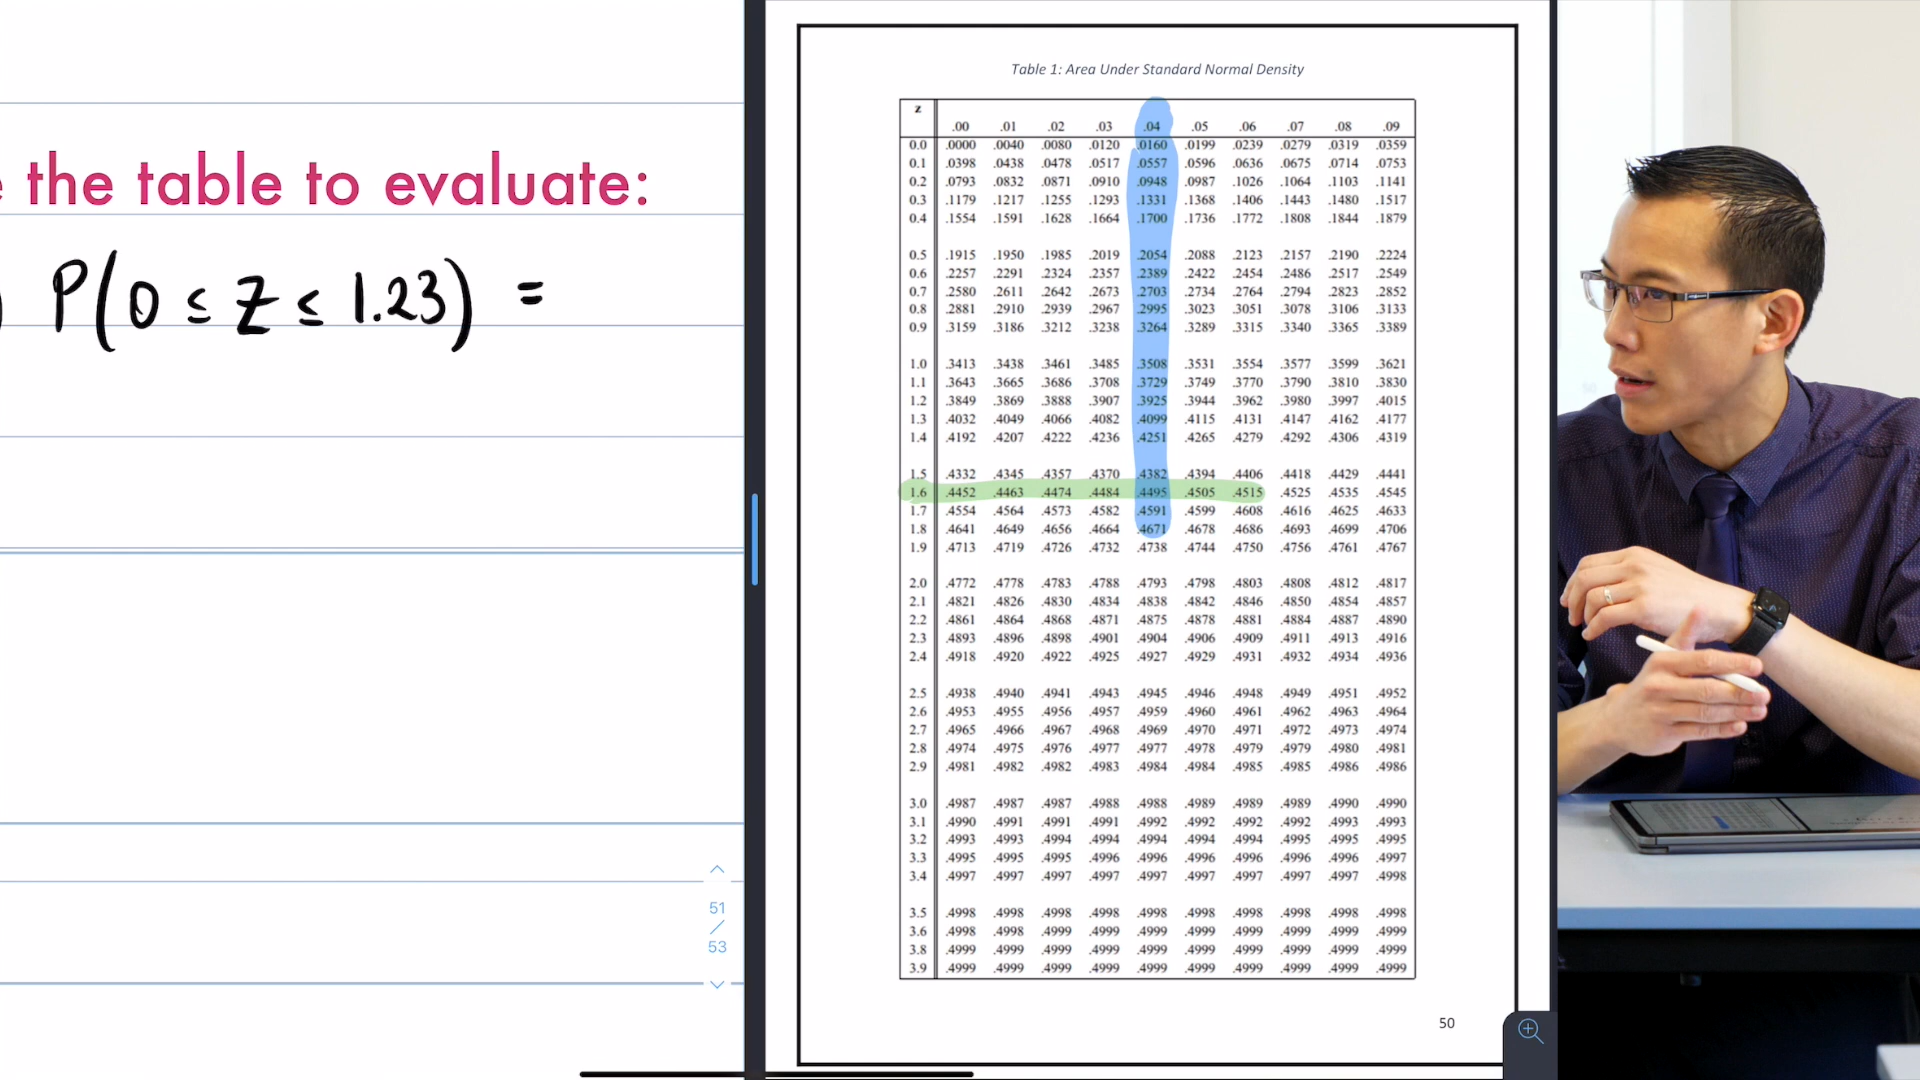 the table to evaluate:
P(0 ≤ Z ≤ 1.23) =
51
/
53
Table 1: Area Under Standard Normal Density
z
.00 .01 .02 .03 .04 .05 .06 .07 .08 .09
0.0 .0000 .0040 .0080 .0120 .0160 .0199 .0239 .0279 .0319 .0359
0.1 .0398 .0438 .0478 .0517 .0557 .0596 .0636 .0675 .0714 .0753
0.2 .0793 .0832 .0871 .0910 .0948 .0987 .1026 .1064 .1103 .1141
0.3 .1179 .1217 .1255 .1293 .1331 .1368 .1406 .1443 .1480 .1517
0.4 .1554 .1591 .1628 .1664 .1700 .1736 .1772 .1808 .1844 .1879
0.5 .1915 .1950 .1985 .2019 .2054 .2088 .2123 .2157 .2190 .2224
0.6 .2257 .2291 .2324 .2357 .2389 .2422 .2454 .2486 .2517 .2549
0.7 .2580 .2611 .2642 .2673 .2703 .2734 .2764 .2794 .2823 .2852
0.8 .2881 .2910 .2939 .2967 .2995 .3023 .3051 .3078 .3106 .3133
0.9 .3159 .3186 .3212 .3238 .3264 .3289 .3315 .3340 .3365 .3389
1.0 .3413 .3438 .3461 .3485 .3508 .3531 .3554 .3577 .3599 .3621
1.1 .3643 .3665 .3686 .3708 .3729 .3749 .3770 .3790 .3810 .3830
1.2 .3849 .3869 .3888 .3907 .3925 .3944 .3962 .3980 .3997 .4015
1.3 .4032 .4049 .4066 .4082 .4099 .4115 .4131 .4147 .4162 .4177
1.4 .4192 .4207 .4222 .4236 .4251 .4265 .4279 .4292 .4306 .4319
1.5 .4332 .4345 .4357 .4370 .4382 .4394 .4406 .4418 .4429 .4441
1.6 .4452 .4463 .4474 .4484 .4495 .4505 .4515 .4525 .4535 .4545
1.7 .4554 .4564 .4573 .4582 .4591 .4599 .4608 .4616 .4625 .4633
1.8 .4641 .4649 .4656 .4664 .4671 .4678 .4686 .4693 .4699 .4706
1.9 .4713 .4719 .4726 .4732 .4738 .4744 .4750 .4756 .4761 .4767
2.0 .4772 .4778 .4783 .4788 .4793 .4798 .4803 .4808 .4812 .4817
2.1 .4821 .4826 .4830 .4834 .4838 .4842 .4846 .4850 .4854 .4857
2.2 .4861 .4864 .4868 .4871 .4875 .4878 .4881 .4884 .4887 .4890
2.3 .4893 .4896 .4898 .4901 .4904 .4906 .4909 .4911 .4913 .4916
2.4 .4918 .4920 .4922 .4925 .4927 .4929 .4931 .4932 .4934 .4936
2.5 .4938 .4940 .4941 .4943 .4945 .4946 .4948 .4949 .4951 .4952
2.6 .4953 .4955 .4956 .4957 .4959 .4960 .4961 .4962 .4963 .4964
2.7 .4965 .4966 .4967 .4968 .4969 .4970 .4971 .4972 .4973 .4974
2.8 .4974 .4975 .4976 .4977 .4977 .4978 .4979 .4979 .4980 .4981
2.9 .4981 .4982 .4982 .4983 .4984 .4984 .4985 .4985 .4986 .4986
3.0 .4987 .4987 .4987 .4988 .4988 .4989 .4989 .4989 .4990 .4990
3.1 .4990 .4991 .4991 .4991 .4992 .4992 .4992 .4992 .4993 .4993
3.2 .4993 .4993 .4994 .4994 .4994 .4994 .4994 .4995 .4995 .4995
3.3 .4995 .4995 .4995 .4996 .4996 .4996 .4996 .4996 .4996 .4997
3.4 .4997 .4997 .4997 .4997 .4997 .4997 .4997 .4997 .4997 .4998
3.5 .4998 .4998 .4998 .4998 .4998 .4998 .4998 .4998 .4998 .4998
3.6 .4998 .4998 .4999 .4999 .4999 .4999 .4999 .4999 .4999 .4999
3.8 .4999 .4999 .4999 .4999 .4999 .4999 .4999 .4999 .4999 .4999
3.9 .4999 .4999 .4999 .4999 .4999 .4999 .4999 .4999 .4999 .4999
50